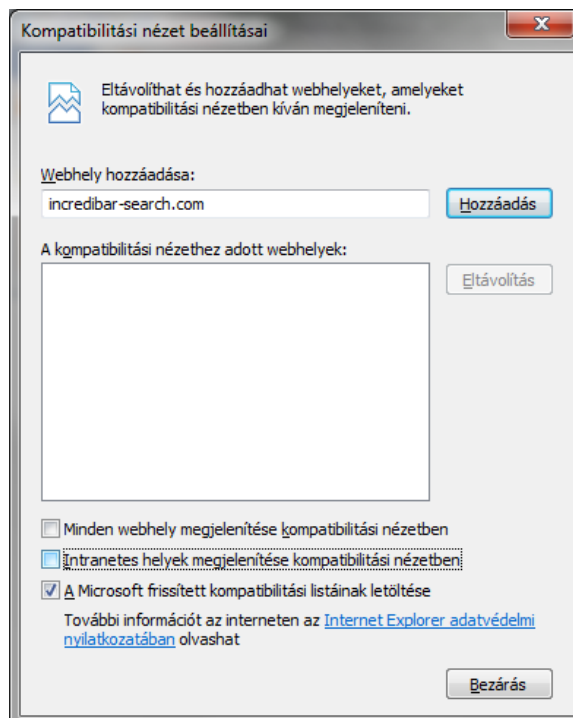 Kompatibilitási nézet beállításai
Eltávolíthat és hozzáadhat webhelyeket, amelyeket
kompatibilitási nézetben kíván megjeleníteni.
Webhely hozzáadása:
incredibar-search.com
Hozzáadás
A kompatibilitási nézethez adott webhelyek:
Eltávolítás
Minden webhely megjelenítése kompatibilitási nézetben
Intranetes helyek megjelenítése kompatibilitási nézetben
A Microsoft frissített kompatibilitási listáinak letöltése
További információt az interneten az Internet Explorer adatvédelmi
nyilatkozatában olvashat
Bezárás